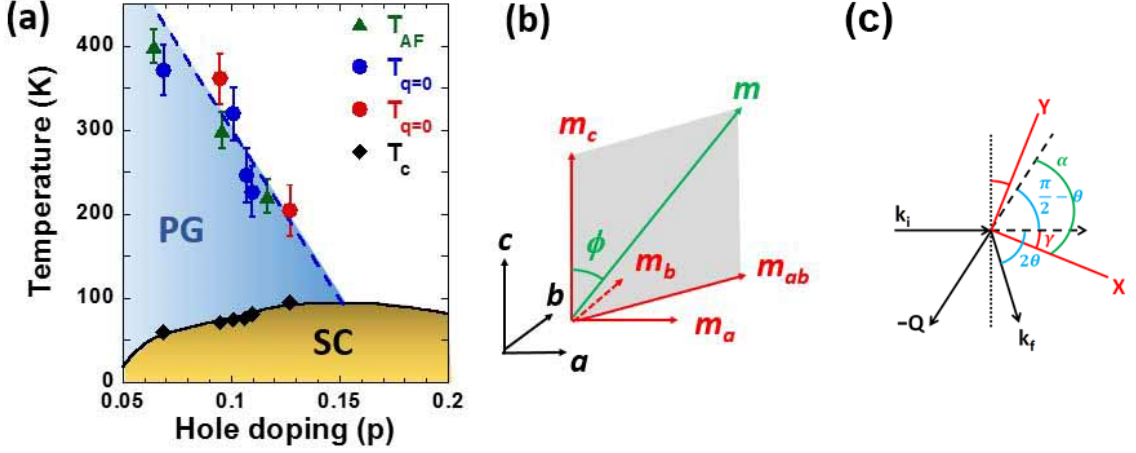 (a)
Temperature (K)
400
300
200
100
0
0.05
0.1
0.15
0.2
Hole doping (p)
PG
SC
T_AF
T_q=0
T_q=0
T_c
(b)
m_c
m
ϕ
m_b
m_ab
m_a
c
b
a
(c)
Y
α
π/2 − θ
k_i
γ
2θ
X
−Q
k_f